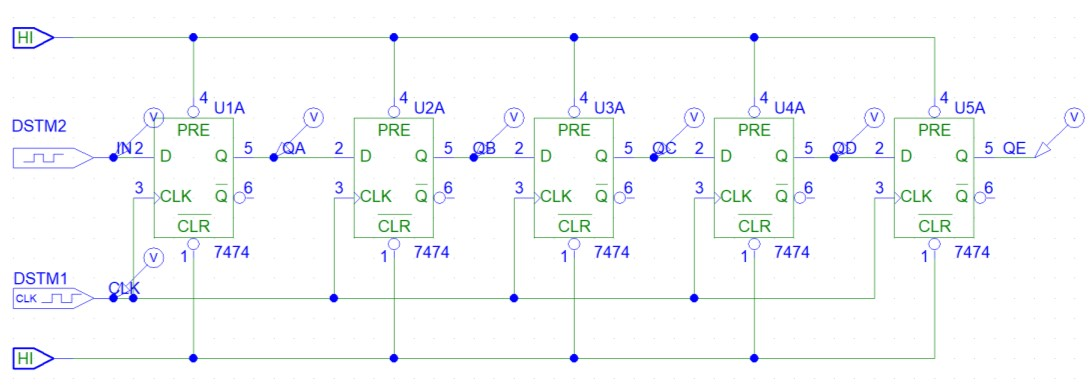 HI
4 U1A 4 U2A 4 U3A 4 U4A 4 U5A
V V V V V V
DSTM2
PRE PRE PRE PRE PRE
IN 2 D Q 5 QA 2 D Q 5 QB 2 D Q 5 QC 2 D Q 5 QD 2 D Q 5 QE
3 CLK Q 6 3 CLK Q 6 3 CLK Q 6 3 CLK Q 6 3 CLK Q 6
CLR CLR CLR CLR CLR
1 7474 1 7474 1 7474 1 7474 1 7474
V
DSTM1
CLK
CLK
HI